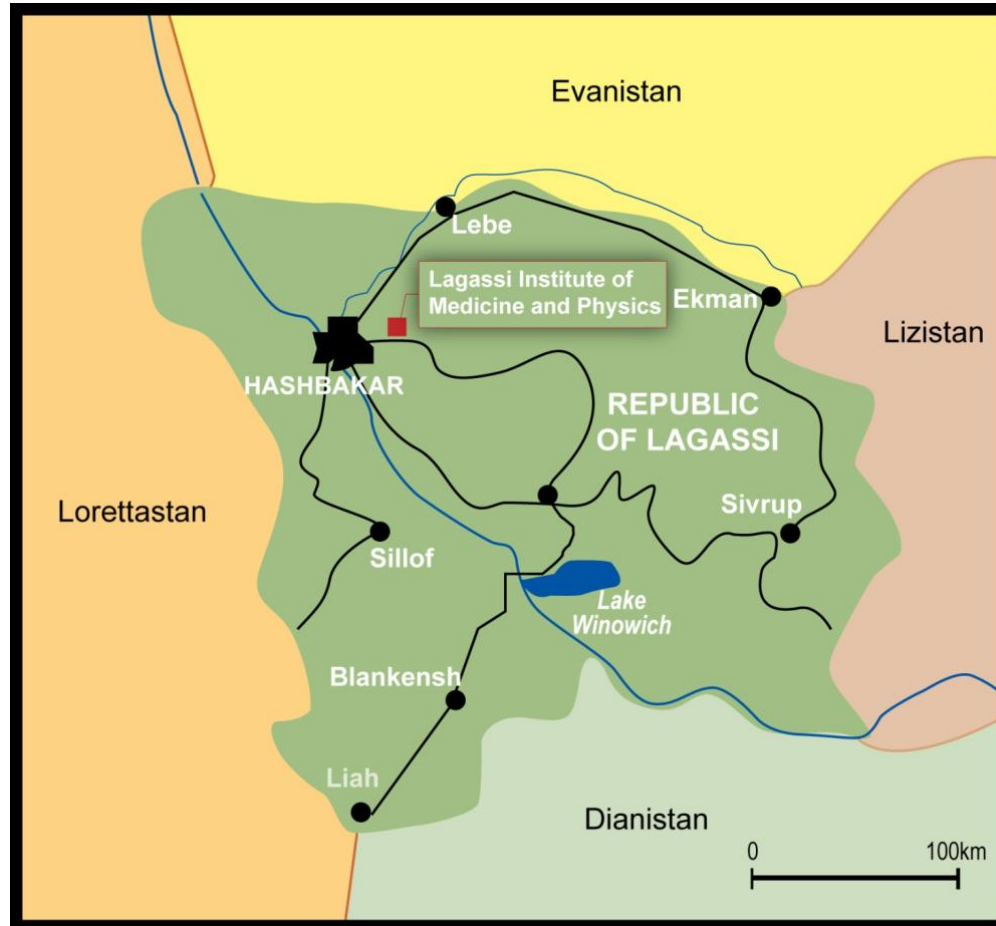 Evanistan
Lebe
Lagassi Institute of
Medicine and Physics
Ekman
Lizistan
HASHBAKAR
REPUBLIC
OF LAGASSI
Lorettastan
Sivrup
Sillof
Lake
Winowich
Blankensh
Liah
Dianistan
0 100km